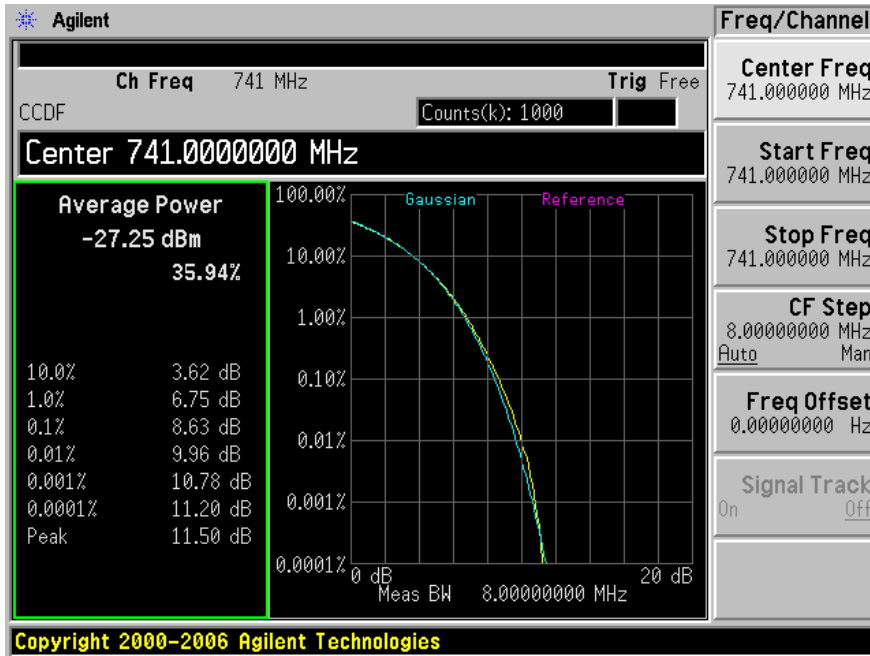 Agilent
Freq/Channel
Ch Freq 741 MHz Trig Free
CCDF Counts(k): 1000
Center 741.0000000 MHz
Average Power
-27.25 dBm
35.94%
10.0% 3.62 dB
1.0% 6.75 dB
0.1% 8.63 dB
0.01% 9.96 dB
0.001% 10.78 dB
0.0001% 11.20 dB
Peak 11.50 dB
Gaussian Reference
100.00%
10.00%
1.00%
0.10%
0.01%
0.001%
0.0001%
0 dB 20 dB
Meas BW 8.00000000 MHz
Center Freq
741.000000 MHz
Start Freq
741.000000 MHz
Stop Freq
741.000000 MHz
CF Step
8.00000000 MHz
Auto Man
Freq Offset
0.00000000 Hz
Signal Track
On Off
Copyright 2000-2006 Agilent Technologies